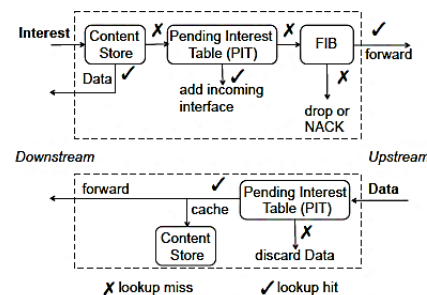 Interest
Content
Store
Pending Interest
Table (PIT)
FIB
forward
Data
add incoming
interface
drop or
NACK
Downstream
Upstream
forward
cache
Pending Interest
Table (PIT)
Data
Content
Store
discard Data
✗ lookup miss
✓ lookup hit